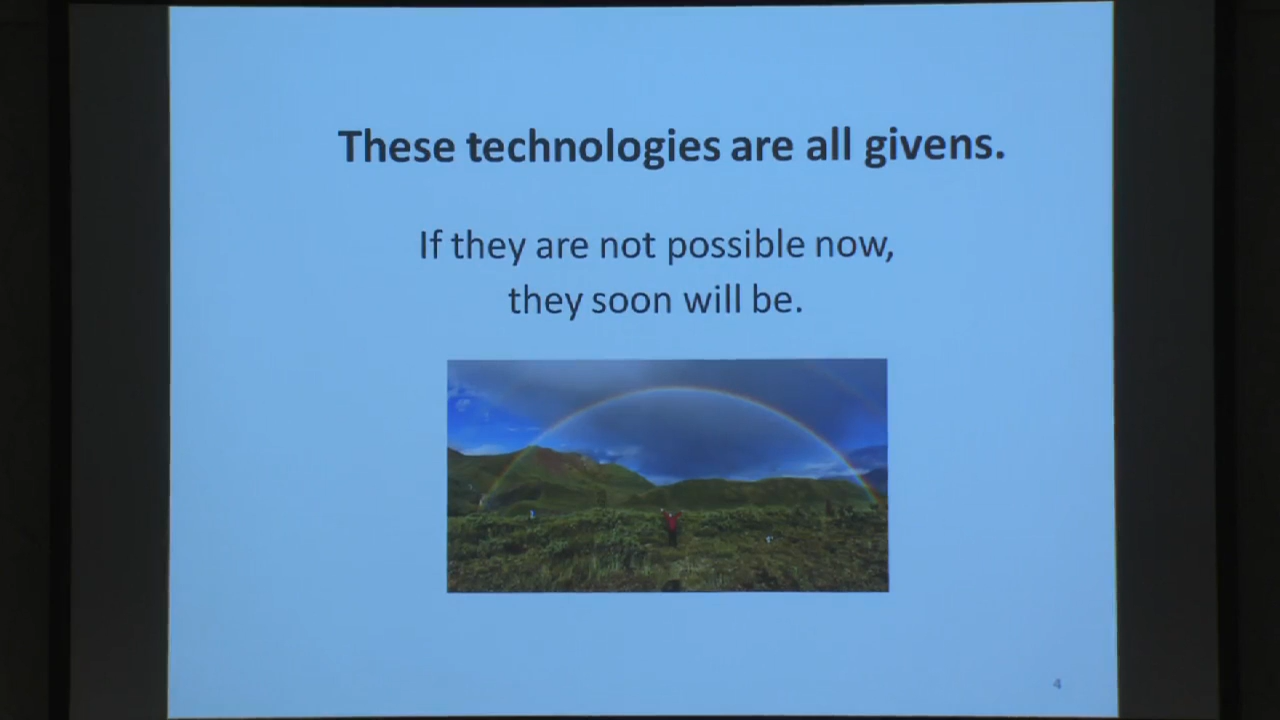 These technologies are all givens.
If they are not possible now,
they soon will be.
4